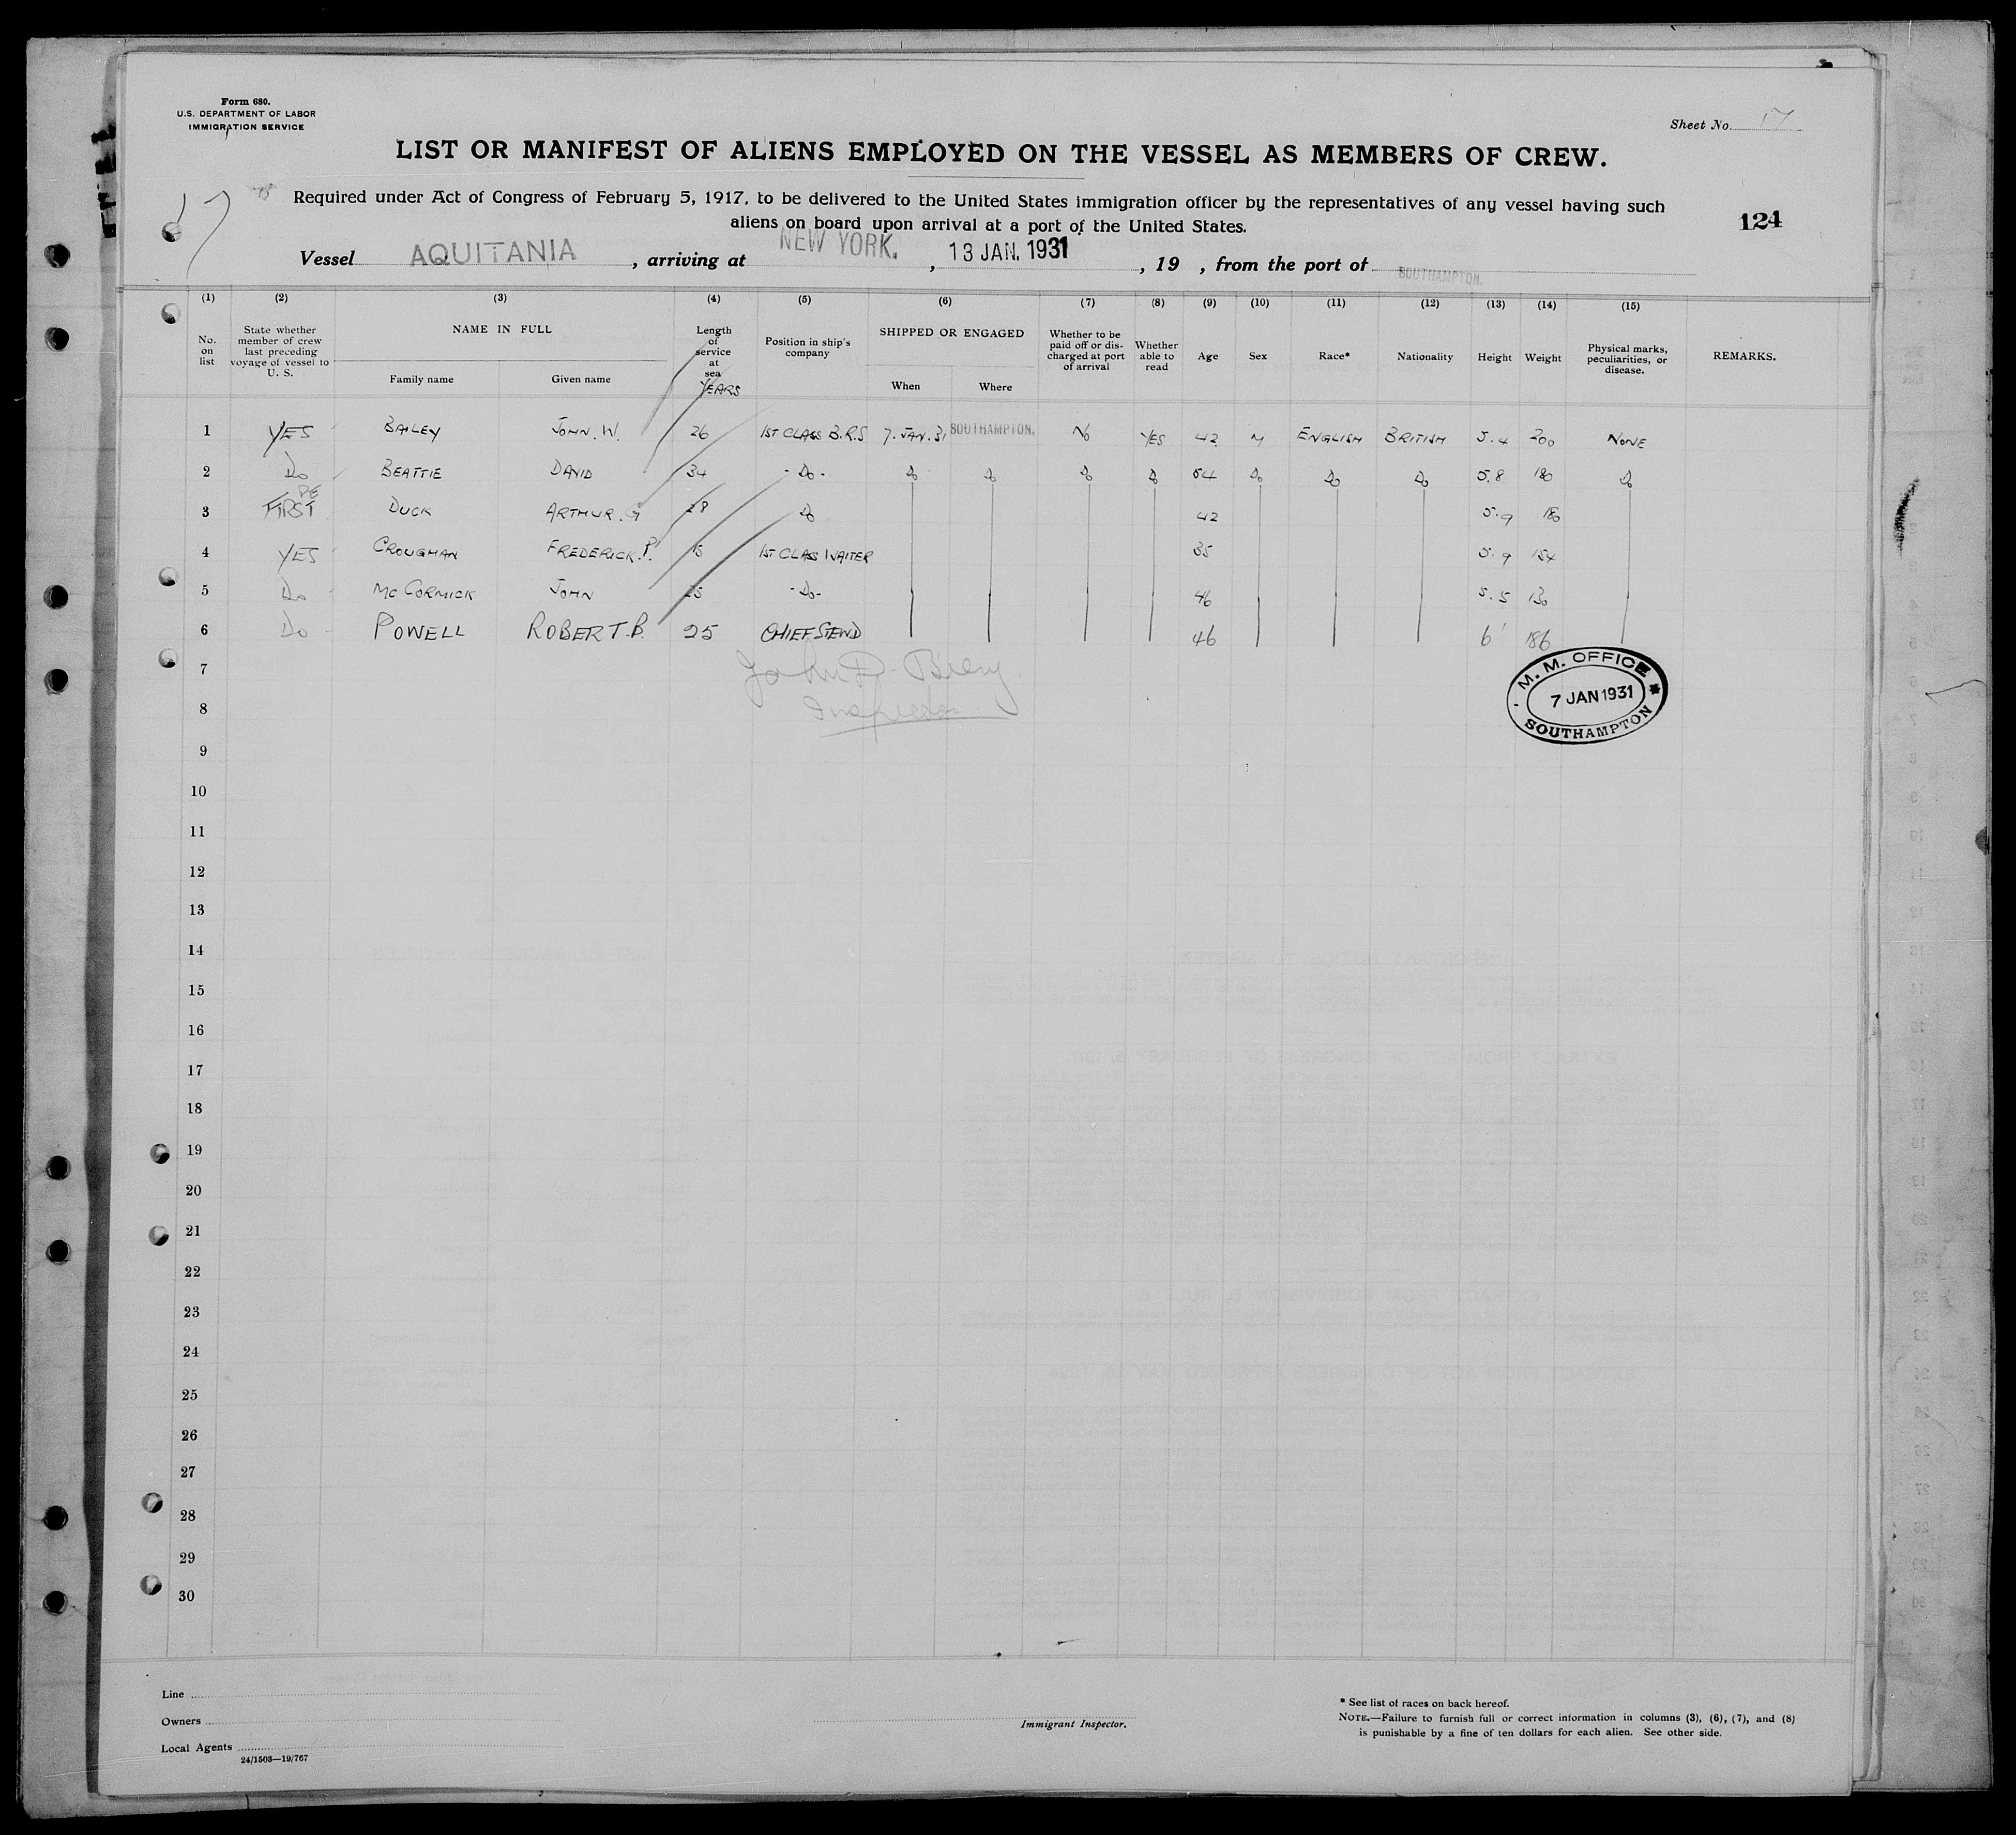 Form 680.
U.S. DEPARTMENT OF LABOR
IMMIGRATION SERVICE
Sheet No. 17
LIST OR MANIFEST OF ALIENS EMPLOYED ON THE VESSEL AS MEMBERS OF CREW.
Required under Act of Congress of February 5, 1917, to be delivered to the United States immigration officer by the representatives of any vessel having such
aliens on board upon arrival at a port of the United States.
124
Vessel AQUITANIA, arriving at NEW YORK., 13 JAN. 1931, 19 , from the port of SOUTHAMPTON.
(1) (2) (3) (4) (5) (6) (7) (8) (9) (10) (11) (12) (13) (14) (15)
No. on list State whether member of crew last preceding voyage of vessel to U. S. NAME IN FULL Family name Given name Length of service at sea YEARS Position in ship's company SHIPPED OR ENGAGED When Where Whether to be paid off or discharged at port of arrival Whether able to read Age Sex Race* Nationality Height Weight Physical marks, peculiarities, or disease. REMARKS.
1 YES BAILEY JOHN. W. 26 1ST CLASS B.R.S 7. JAN. 31 SOUTHAMPTON. No YES 42 M ENGLISH BRITISH 5.4 200 NONE
2 Do BEATTIE DAVID 34 - Do - Do Do Do Do 54 Do Do Do 5.8 180 Do
3 FIRST DUCK ARTHUR. G 28 Do 42 5.9 180
4 YES CROUGHAN FREDERICK. P. 15 1ST CLASS WAITER 35 5.9 154
5 Do McCORMICK JOHN 25 - Do - 46 5.5 130
6 Do POWELL ROBERT. P. 25 CHIEF STEWD 46 6' 186
7 John D.
8 Inspector
M. M. OFFICE
7 JAN 1931
SOUTHAMPTON
9
10
11
12
13
14
15
16
17
18
19
20
21
22
23
24
25
26
27
28
29
30
Line
Owners
Local Agents
24/1503—19/767
Immigrant Inspector.
* See list of races on back hereof.
NOTE.—Failure to furnish full or correct information in columns (3), (6), (7), and (8)
is punishable by a fine of ten dollars for each alien. See other side.